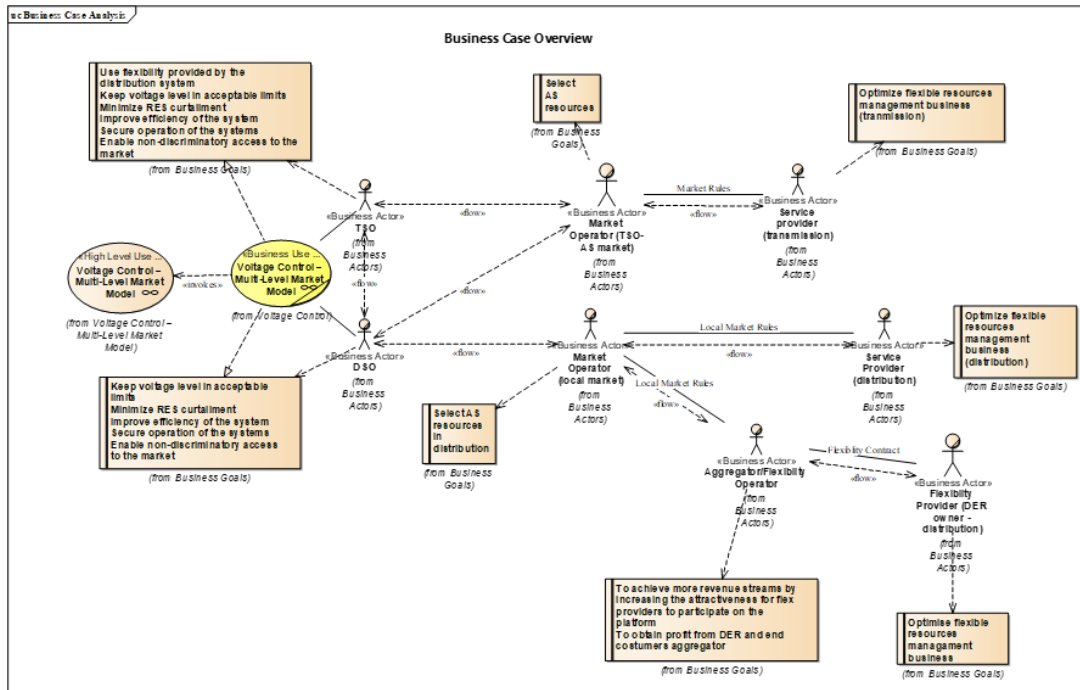 uc Business Case Analysis
Business Case Overview
Use flexibility provided by the
distribution system
Keep voltage level in acceptable limits
Minimize RES curtailment
Improve efficiency of the system
Secure operation of the systems
Enable non-discriminatory access to the
market
(from Business Goals)
Select
AS
resources
(from Business
Goals)
Optimize flexible resources
management business
(tranmission)
(from Business Goals)
«Business Actor»
TSO
(from
Business
Actors)
«flow»
«Business Actor»
Market
Operator (TSO-
AS market)
(from
Business
Actors)
Market Rules
«flow»
«Business Actor»
Service
provider
(transmission)
(from
Business
Actors)
«High Level Use ...
Voltage Control –
Multi-Level Market
Model
(from Voltage Control –
Multi-Level Market
Model)
«invokes»
«Business Use ...
Voltage Control –
Multi-Level Market
Model
(from Voltage Control)
«flow»
«flow»
«Business Actor»
DSO
(from
Business
Actors)
«flow»
«Business Actor»
Market
Operator
(local market)
(from
Business
Actors)
Local Market Rules
«flow»
«Business Actor»
Service
Provider
(distribution)
(from
Business
Actors)
Optimize flexible
resources
management
business
(distribution)
(from Business Goals)
Keep voltage level in acceptable
limits
Minimize RES curtailment
Improve efficiency of the system
Secure operation of the systems
Enable non-discriminatory access
to the market
(from Business Goals)
Select AS
resources
in
distribution
(from Business
Goals)
Local Market Rules
«flow»
«Business Actor»
Aggregator/Flexiblity
Operator
(from
Business
Actors)
Flexiblity Contract
«flow»
«Business Actor»
Flexiblity
Provider (DER
owner -
distribution)
(from
Business
Actors)
To achieve more revenue streams by
increasing the attractiveness for flex
providers to participate on the
platform
To obtain profit from DER and end
costumers aggregator
(from Business Goals)
Optimise flexible
resources
managament
business
(from Business Goals)